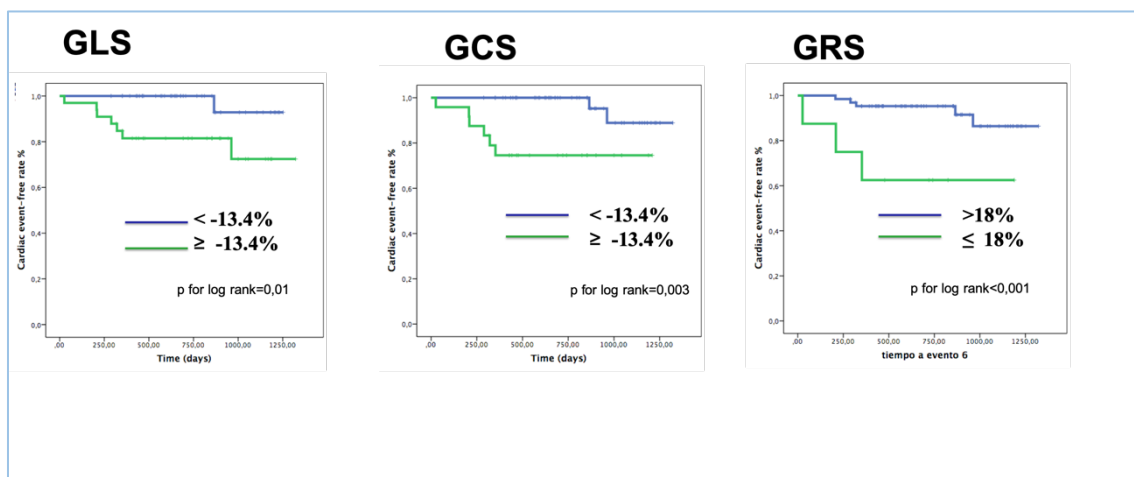 GLS
Cardiac event-free rate %
1,0
0,8
0,6
0,4
0,2
0,0
< -13.4%
≥ -13.4%
p for log rank=0,01
,00 250,00 500,00 750,00 1000,00 1250,00
Time (days)
GCS
Cardiac event-free rate %
1,0
0,8
0,6
0,4
0,2
0,0
< -13.4%
≥ -13.4%
p for log rank=0,003
,00 250,00 500,00 750,00 1000,00 1250,00
Time (days)
GRS
Cardiac event-free rate %
1,0
0,8
0,6
0,4
0,2
0,0
>18%
≤ 18%
p for log rank<0,001
,00 250,00 500,00 750,00 1000,00 1250,00
tiempo a evento 6